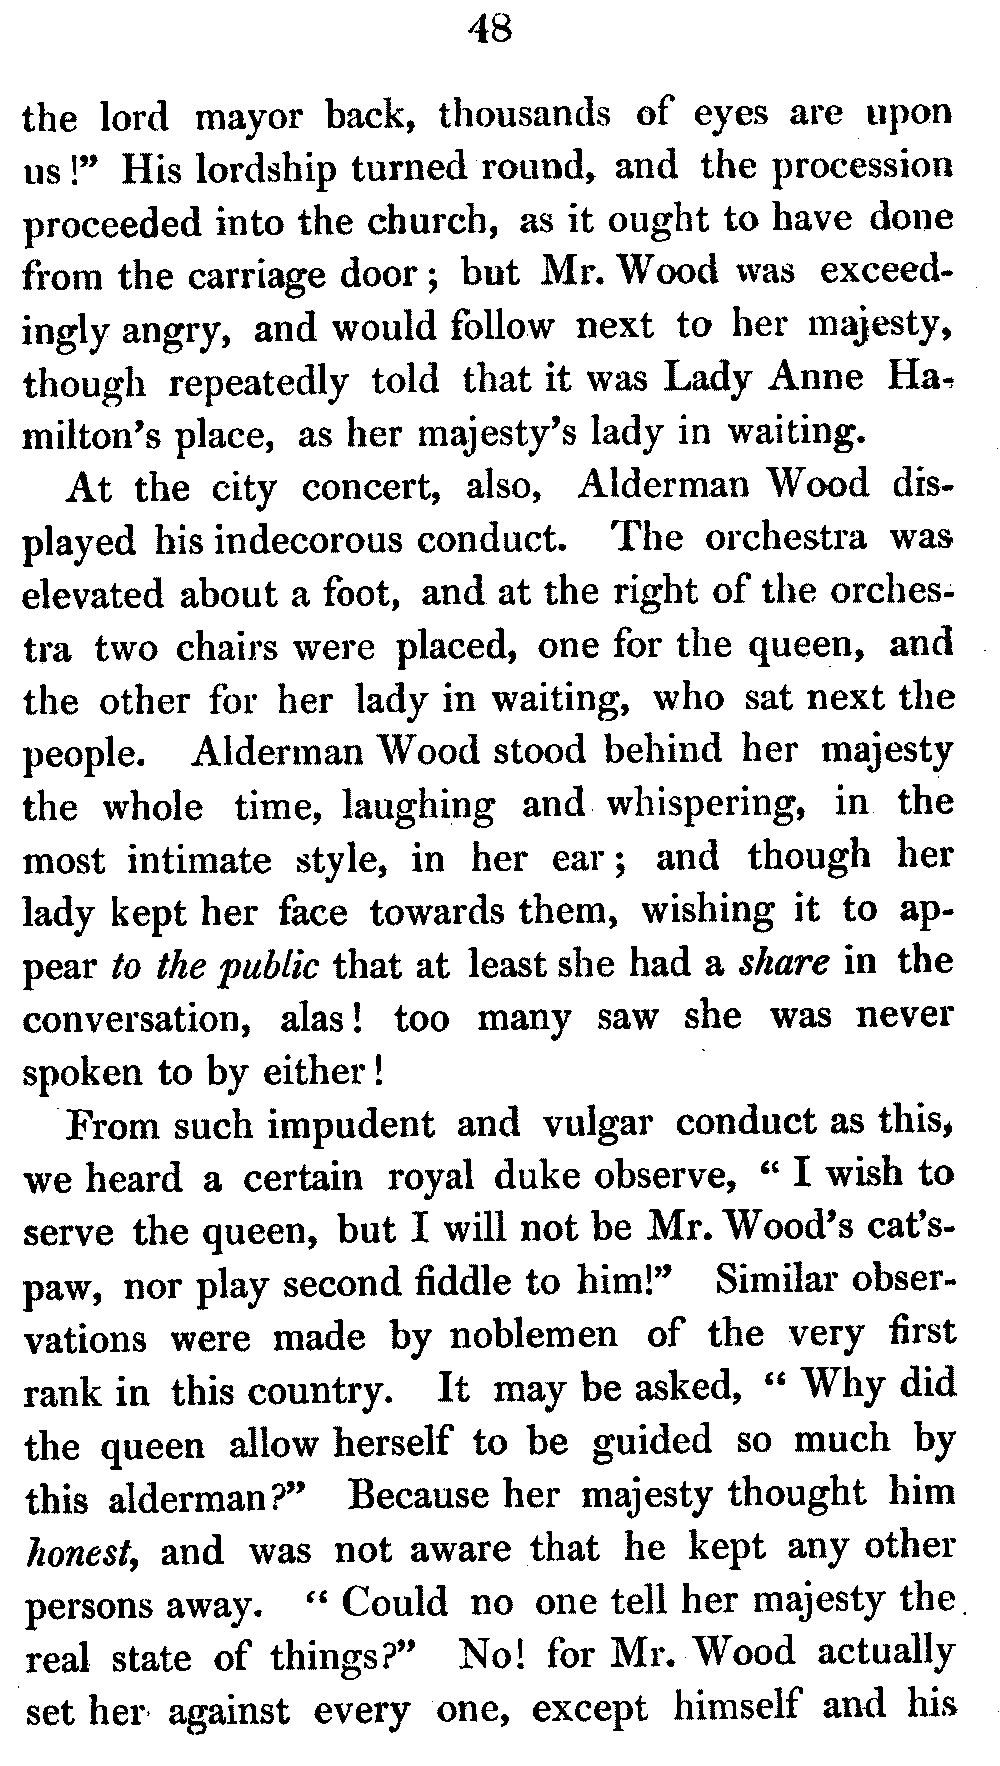 48
the lord mayor back, thousands of eyes are upon
us!” His lordship turned round, and the procession
proceeded into the church, as it ought to have done
from the carriage door; but Mr. Wood was exceed-
ingly angry, and would follow next to her majesty,
though repeatedly told that it was Lady Anne Ha-
milton’s place, as her majesty’s lady in waiting.
At the city concert, also, Alderman Wood dis-
played his indecorous conduct. The orchestra was
elevated about a foot, and at the right of the orches-
tra two chairs were placed, one for the queen, and
the other for her lady in waiting, who sat next the
people. Alderman Wood stood behind her majesty
the whole time, laughing and whispering, in the
most intimate style, in her ear; and though her
lady kept her face towards them, wishing it to ap-
pear to the public that at least she had a share in the
conversation, alas! too many saw she was never
spoken to by either!
From such impudent and vulgar conduct as this,
we heard a certain royal duke observe, “ I wish to
serve the queen, but I will not be Mr. Wood’s cat’s-
paw, nor play second fiddle to him!” Similar obser-
vations were made by noblemen of the very first
rank in this country. It may be asked, “ Why did
the queen allow herself to be guided so much by
this alderman?” Because her majesty thought him
honest, and was not aware that he kept any other
persons away. “ Could no one tell her majesty the
real state of things?” No! for Mr. Wood actually
set her against every one, except himself and his